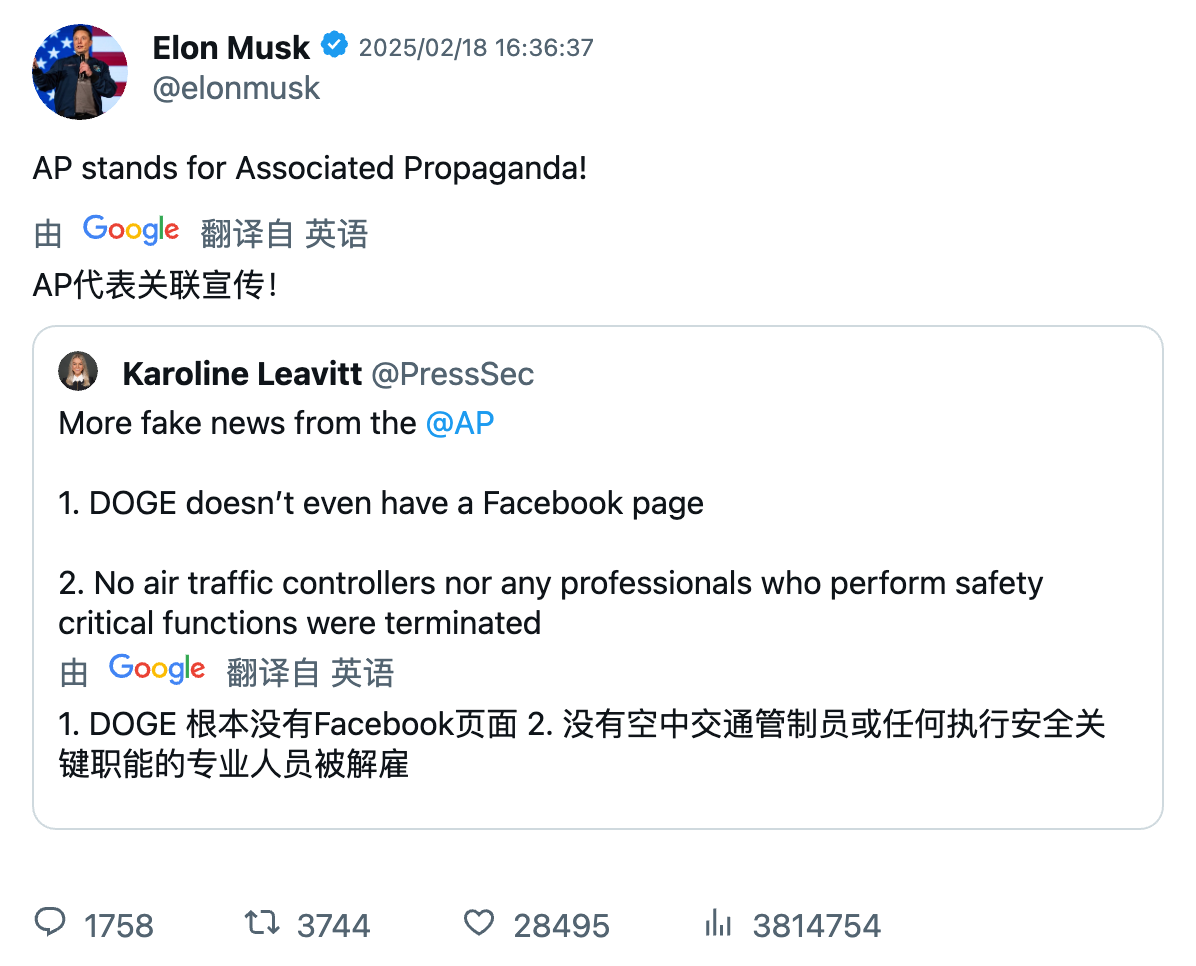 Elon Musk 2025/02/18 16:36:37
@elonmusk
AP stands for Associated Propaganda!
由 Google 翻译自 英语
AP代表关联宣传！
Karoline Leavitt @PressSec
More fake news from the @AP
1. DOGE doesn’t even have a Facebook page
2. No air traffic controllers nor any professionals who perform safety
critical functions were terminated
由 Google 翻译自 英语
1. DOGE 根本没有Facebook页面 2. 没有空中交通管制员或任何执行安全关
键职能的专业人员被解雇
1758 3744 28495 3814754